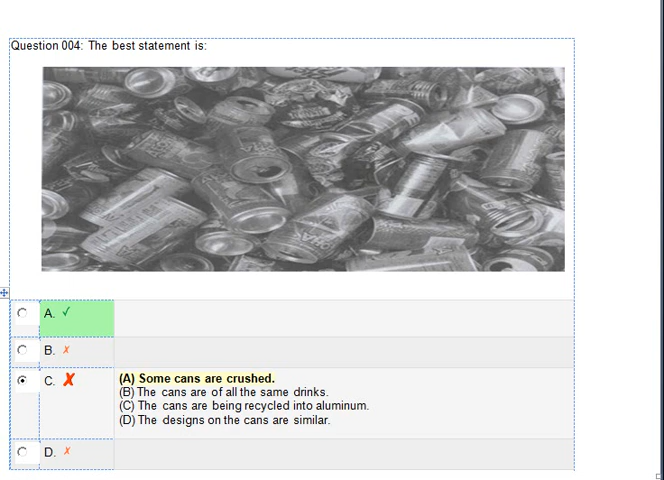 Question 004: The best statement is:
A. ✓
B. ✗
C. ✗
(A) Some cans are crushed.
(B) The cans are of all the same drinks.
(C) The cans are being recycled into aluminum.
(D) The designs on the cans are similar.
D. ✗